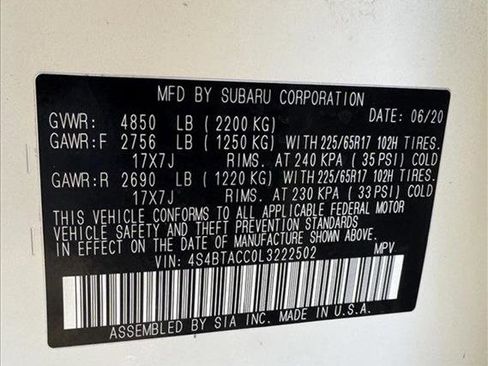 MFD BY SUBARU CORPORATION
DATE: 06/20
GVWR: 4850 LB (2200 KG)
GAWR:F 2756 LB (1250 KG) WITH 225/65R17 102H TIRES.
17X7J RIMS. AT 240 KPA (35 PSI) COLD
GAWR:R 2690 LB (1220 KG) WITH 225/65R17 102H TIRES.
17X7J RIMS. AT 230 KPA (33 PSI) COLD
THIS VEHICLE CONFORMS TO ALL APPLICABLE FEDERAL MOTOR
VEHICLE SAFETY AND THEFT PREVENTION STANDARDS
IN EFFECT ON THE DATE OF MANUFACTURE SHOWN ABOVE.
VIN: 4S4BTACC0L3222502 MPV
ASSEMBLED BY SIA INC. MADE IN U.S.A.